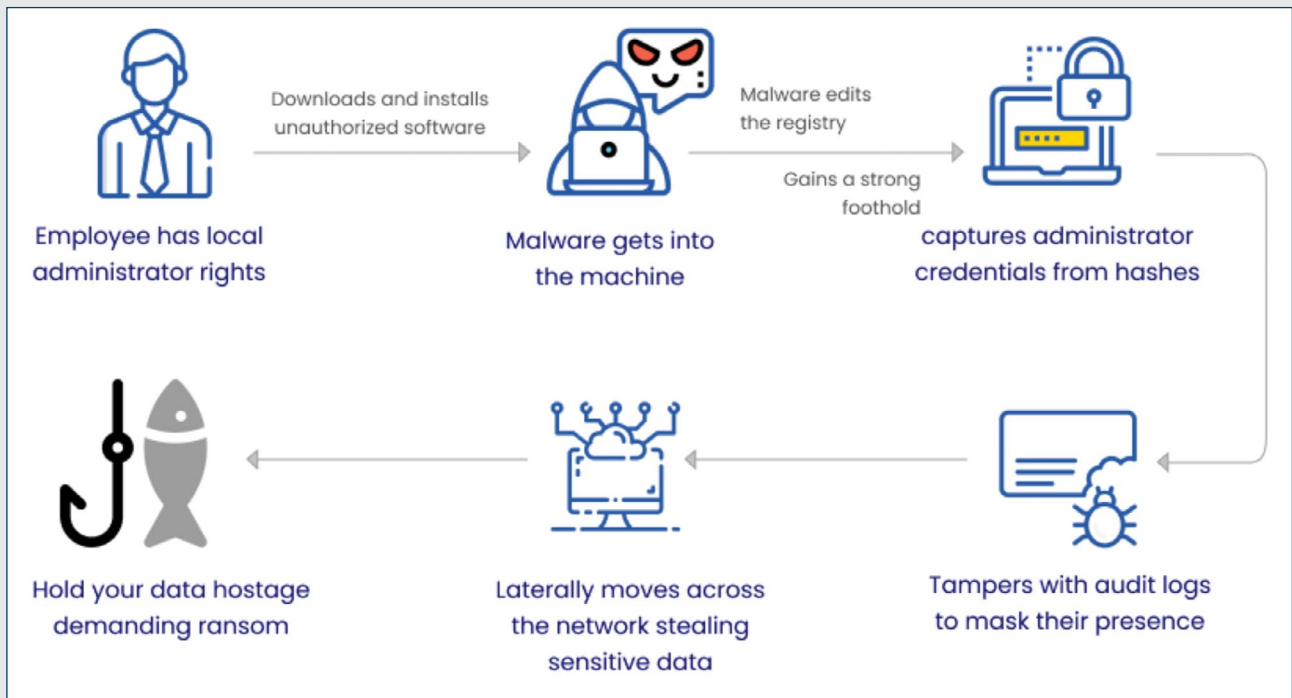 Employee has local
administrator rights
Downloads and installs
unauthorized software
Malware gets into
the machine
Malware edits
the registry
Gains a strong
foothold
captures administrator
credentials from hashes
Tampers with audit logs
to mask their presence
Laterally moves across
the network stealing
sensitive data
Hold your data hostage
demanding ransom